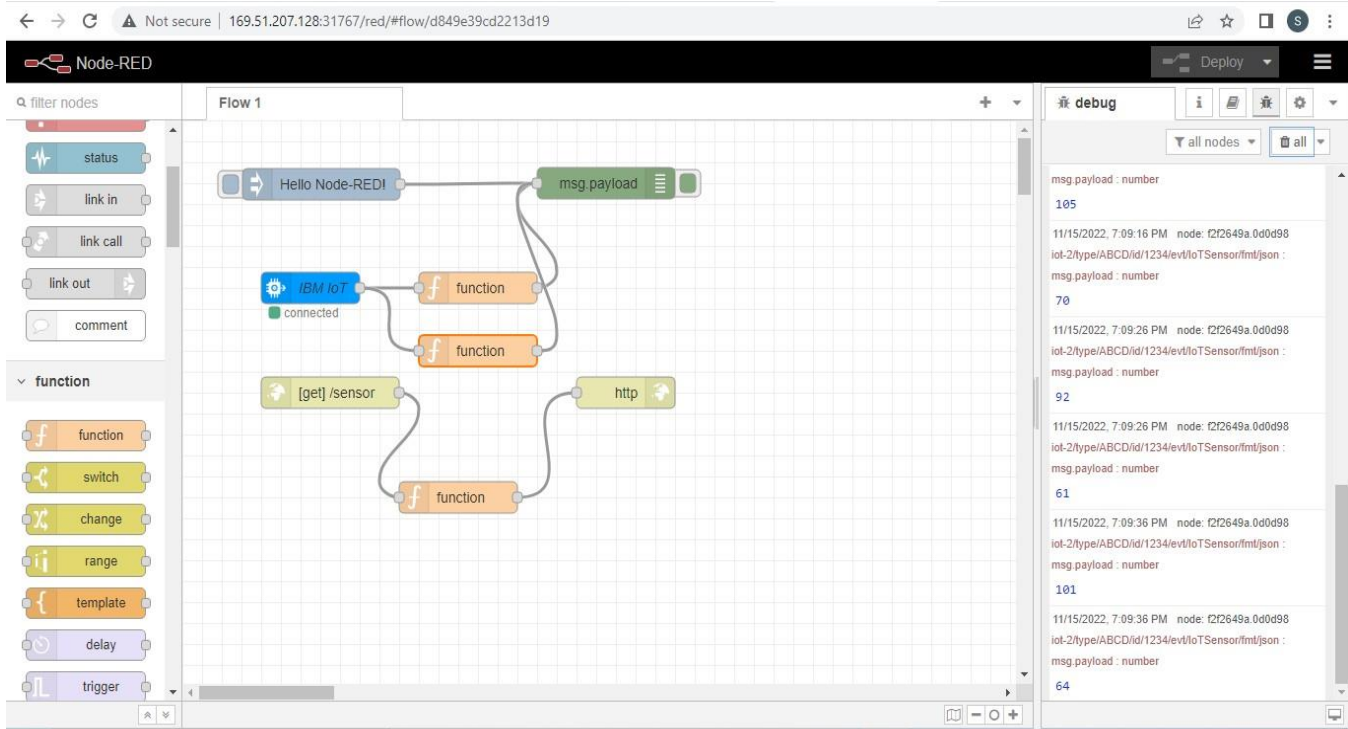 Not secure | 169.51.207.128:31767/red/#flow/d849e39cd2213d19
S
Node-RED
Deploy
filter nodes
status
link in
link call
link out
comment
function
function
switch
change
range
template
delay
trigger
Flow 1
Hello Node-RED!
msg.payload
IBM IoT
connected
function
function
[get] /sensor
http
function
debug
i
all nodes
all
msg.payload : number
105
11/15/2022, 7:09:16 PM node: f2f2649a.0d0d98
iot-2/type/ABCD/id/1234/evt/IoTSensor/fmt/json :
msg.payload : number
70
11/15/2022, 7:09:26 PM node: f2f2649a.0d0d98
iot-2/type/ABCD/id/1234/evt/IoTSensor/fmt/json :
msg.payload : number
92
11/15/2022, 7:09:26 PM node: f2f2649a.0d0d98
iot-2/type/ABCD/id/1234/evt/IoTSensor/fmt/json :
msg.payload : number
61
11/15/2022, 7:09:36 PM node: f2f2649a.0d0d98
iot-2/type/ABCD/id/1234/evt/IoTSensor/fmt/json :
msg.payload : number
101
11/15/2022, 7:09:36 PM node: f2f2649a.0d0d98
iot-2/type/ABCD/id/1234/evt/IoTSensor/fmt/json :
msg.payload : number
64